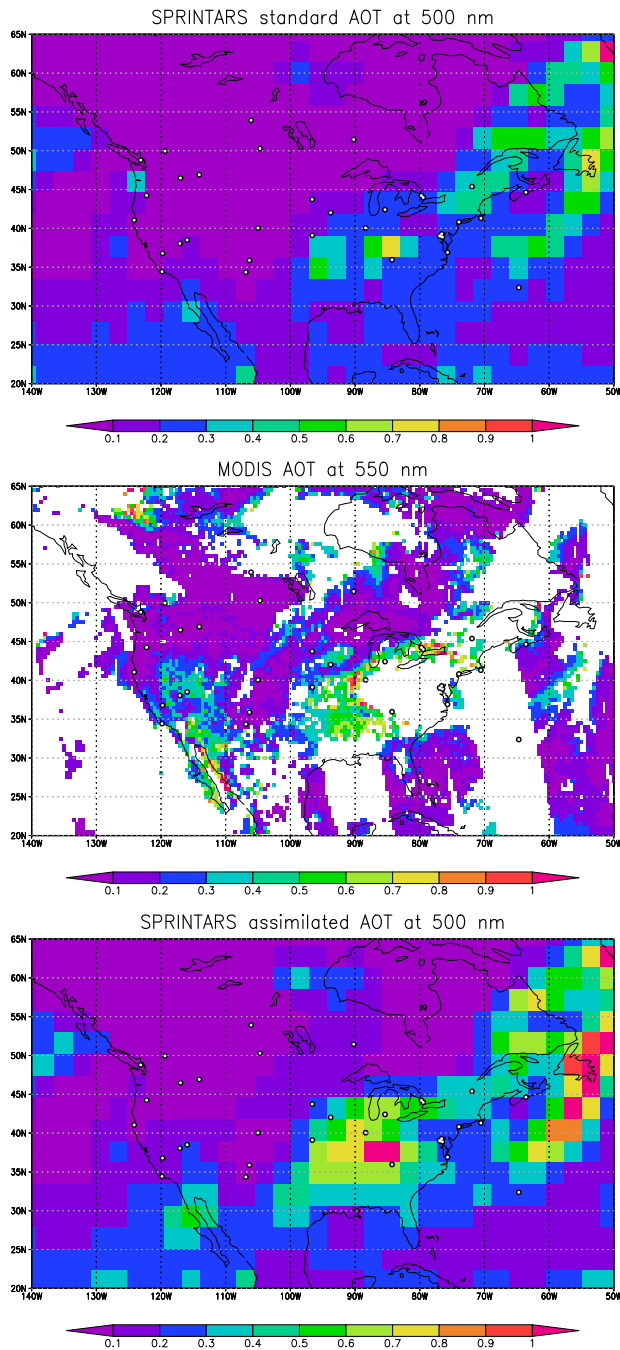 SPRINTARS standard AOT at 500 nm
65N
60N
55N
50N
45N
40N
35N
30N
25N
20N
140W 130W 120W 110W 100W 90W 80W 70W 60W 50W
0.1 0.2 0.3 0.4 0.5 0.6 0.7 0.8 0.9 1
MODIS AOT at 550 nm
65N
60N
55N
50N
45N
40N
35N
30N
25N
20N
140W 130W 120W 110W 100W 90W 80W 70W 60W 50W
0.1 0.2 0.3 0.4 0.5 0.6 0.7 0.8 0.9 1
SPRINTARS assimilated AOT at 500 nm
65N
60N
55N
50N
45N
40N
35N
30N
25N
20N
140W 130W 120W 110W 100W 90W 80W 70W 60W 50W
0.1 0.2 0.3 0.4 0.5 0.6 0.7 0.8 0.9 1